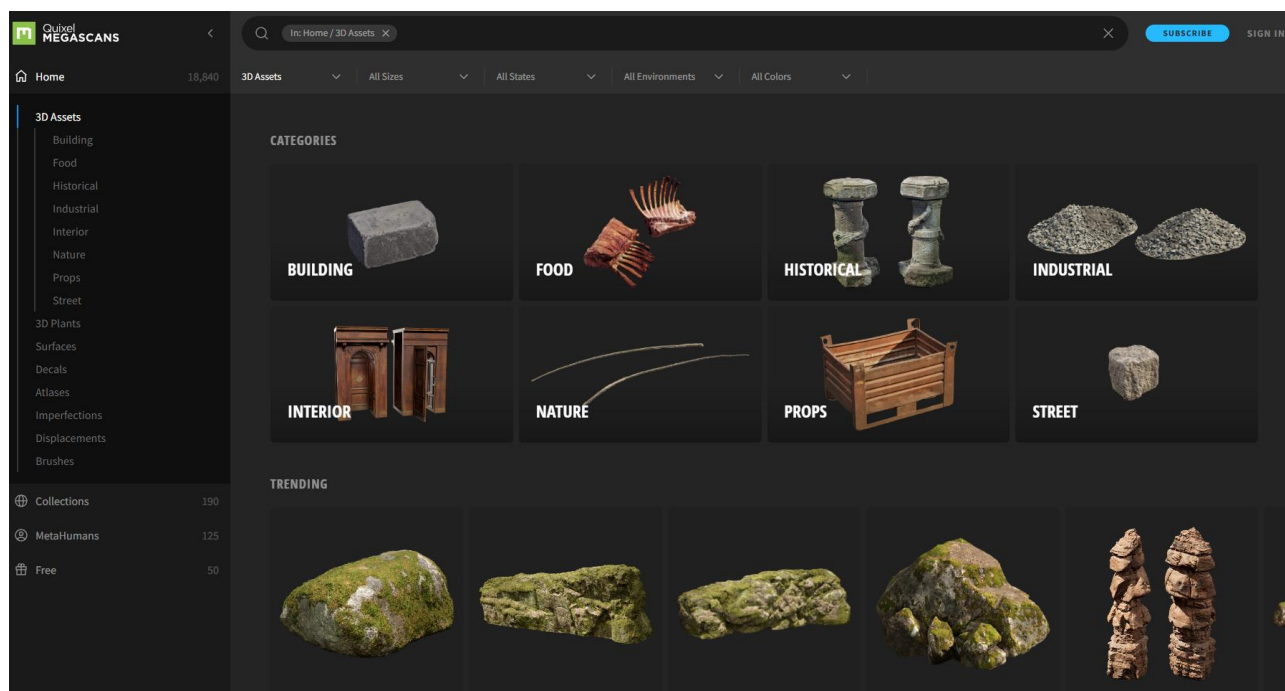 Quixel
MEGASCANS
In: Home / 3D Assets
SUBSCRIBE
SIGN IN
Home 18,840
3D Assets
All Sizes
All States
All Environments
All Colors
3D Assets
Building
Food
Historical
Industrial
Interior
Nature
Props
Street
3D Plants
Surfaces
Decals
Atlases
Imperfections
Displacements
Brushes
Collections 190
MetaHumans 125
Free 50
CATEGORIES
BUILDING
FOOD
HISTORICAL
INDUSTRIAL
INTERIOR
NATURE
PROPS
STREET
TRENDING